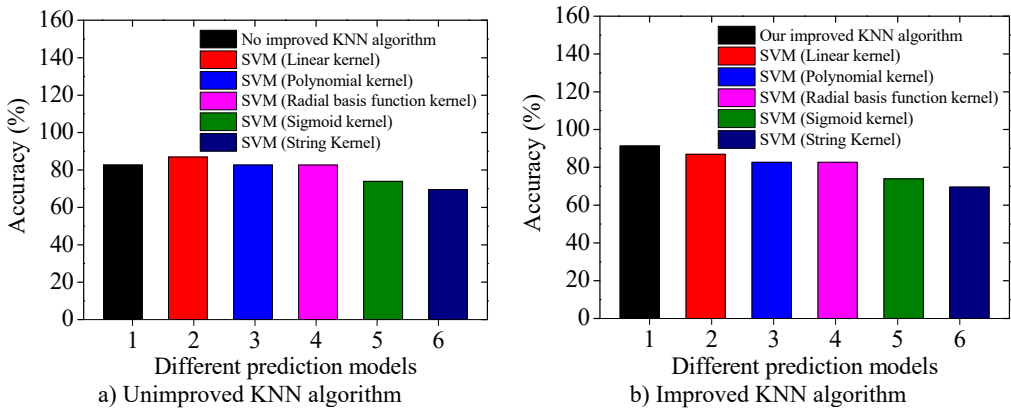 160
140
120
100
80
60
40
20
0
Accuracy (%)
No improved KNN algorithm
SVM (Linear kernel)
SVM (Polynomial kernel)
SVM (Radial basis function kernel)
SVM (Sigmoid kernel)
SVM (String Kernel)
1 2 3 4 5 6
Different prediction models
a) Unimproved KNN algorithm
160
140
120
100
80
60
40
20
0
Accuracy (%)
Our improved KNN algorithm
SVM (Linear kernel)
SVM (Polynomial kernel)
SVM (Radial basis function kernel)
SVM (Sigmoid kernel)
SVM (String Kernel)
1 2 3 4 5 6
Different prediction models
b) Improved KNN algorithm